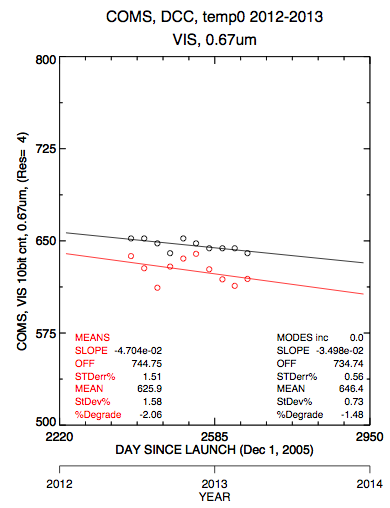 COMS, DCC, temp0 2012-2013
VIS, 0.67um
COMS, VIS 10bit cnt, 0.67um, (Res= 4)
800
725
650
575
500
MEANS
SLOPE -4.704e-02
OFF 744.75
STDerr% 1.51
MEAN 625.9
StDev% 1.58
%Degrade -2.06
MODES inc 0.0
SLOPE -3.498e-02
OFF 734.74
STDerr% 0.56
MEAN 646.4
StDev% 0.73
%Degrade -1.48
2220 2585 2950
DAY SINCE LAUNCH (Dec 1, 2005)
2012 2013 2014
YEAR